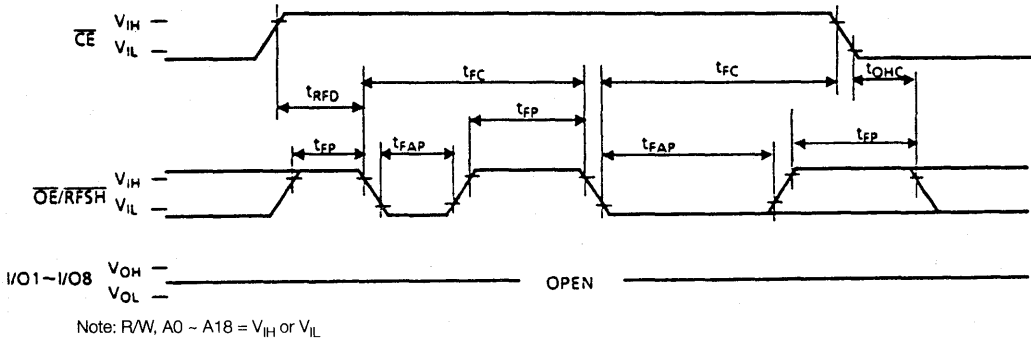 V_IH
CE
V_IL
t_FC t_FC
t_OHC
t_RFD
t_FP
t_FP t_FAP t_FAP t_FP
V_IH
OE/RFSH
V_IL
V_OH
I/O1~I/O8 OPEN
V_OL
Note: R/W, A0 ~ A18 = V_IH or V_IL